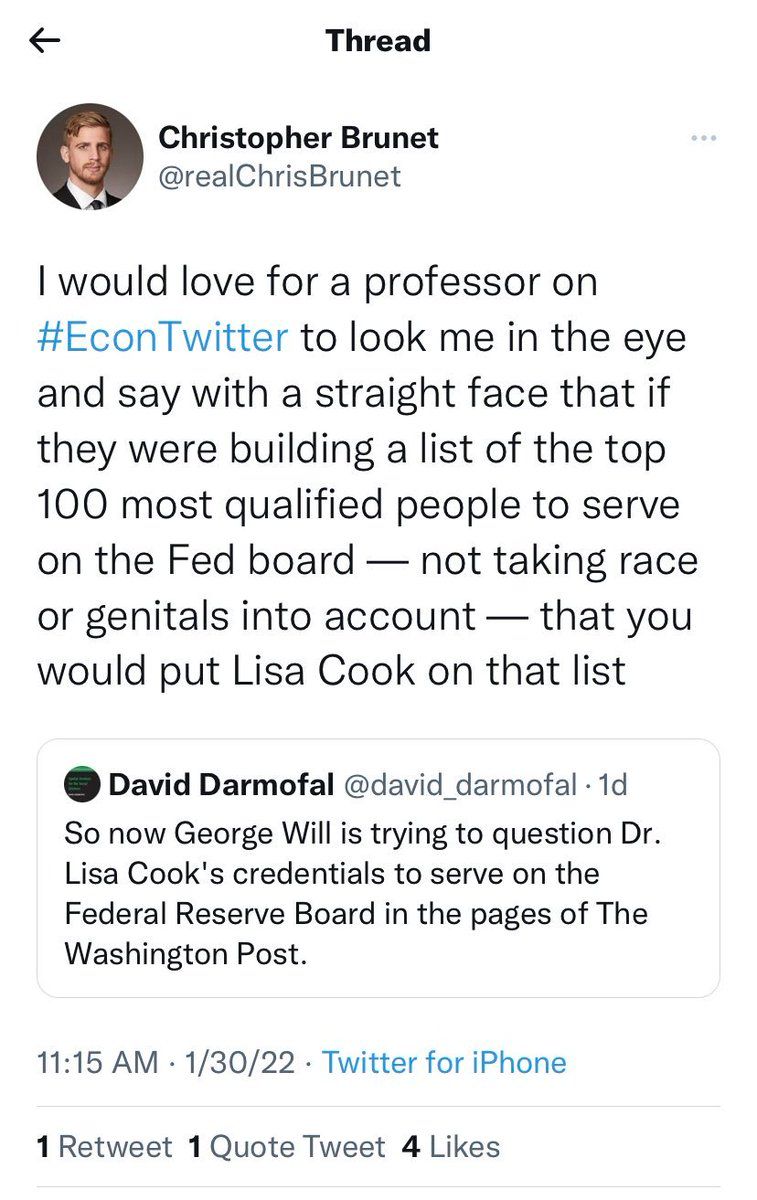 Thread
Christopher Brunet
@realChrisBrunet
I would love for a professor on
#EconTwitter to look me in the eye
and say with a straight face that if
they were building a list of the top
100 most qualified people to serve
on the Fed board — not taking race
or genitals into account — that you
would put Lisa Cook on that list
David Darmofal @david_darmofal · 1d
So now George Will is trying to question Dr.
Lisa Cook's credentials to serve on the
Federal Reserve Board in the pages of The
Washington Post.
11:15 AM · 1/30/22 · Twitter for iPhone
1 Retweet 1 Quote Tweet 4 Likes